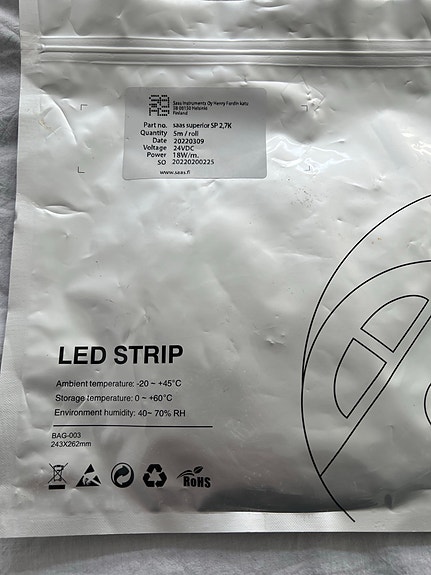 Saas Instruments Oy Henry Fordin katu
5B 00150 Helsinki
Finland
Part no. saas superior SP 2,7K
Quantity 5m / roll
Date 20220309
Voltage 24VDC
Power 18W/m.
SO 20220200225
www.saas.fi
LED STRIP
Ambient temperature: -20 ~ +45°C
Storage temperature: 0 ~ +60°C
Environment humidity: 40~ 70% RH
BAG-003
243X262mm
RoHS